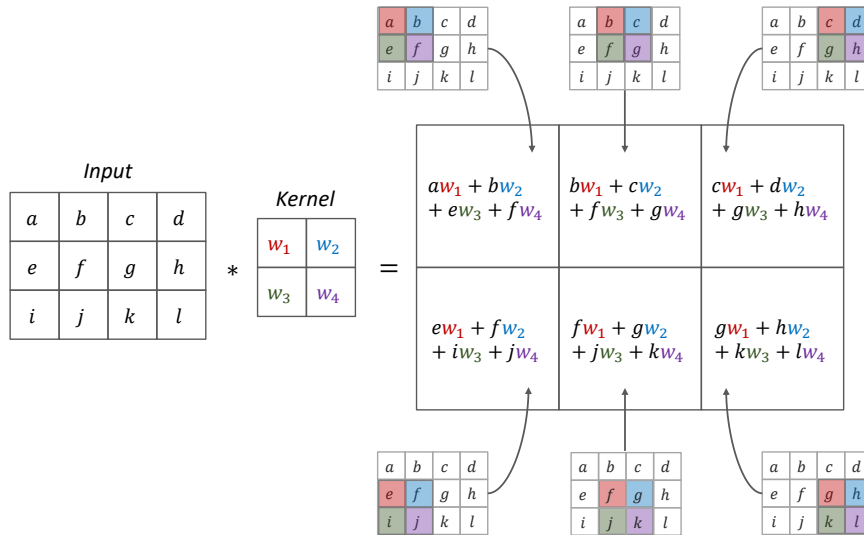 a b c d
e f g h
i j k l
a b c d
e f g h
i j k l
a b c d
e f g h
i j k l
Input
a b c d
e f g h
i j k l
*
Kernel
w₁ w₂
w₃ w₄
=
aw₁ + bw₂
+ ew₃ + fw₄
bw₁ + cw₂
+ fw₃ + gw₄
cw₁ + dw₂
+ gw₃ + hw₄
ew₁ + fw₂
+ iw₃ + jw₄
fw₁ + gw₂
+ jw₃ + kw₄
gw₁ + hw₂
+ kw₃ + lw₄
a b c d
e f g h
i j k l
a b c d
e f g h
i j k l
a b c d
e f g h
i j k l